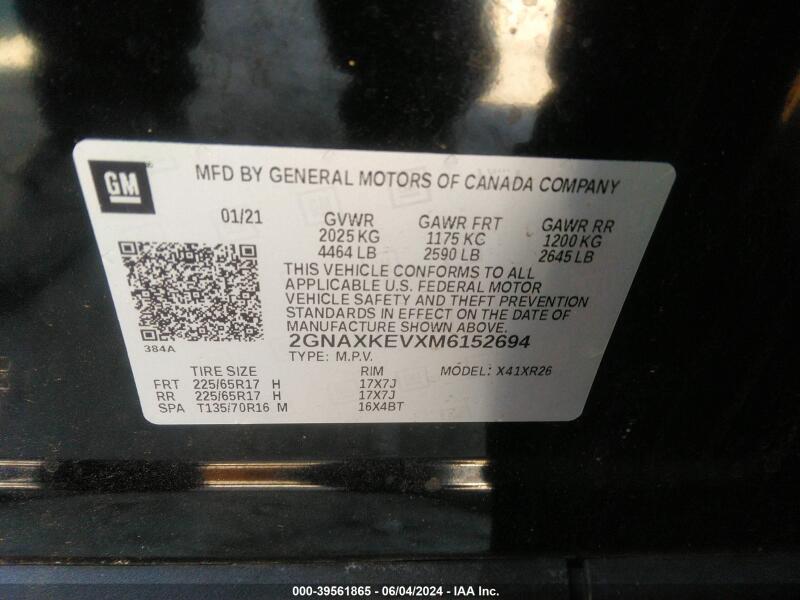 GM
MFD BY GENERAL MOTORS OF CANADA COMPANY
01/21 GVWR GAWR FRT GAWR RR
2025 KG 1175 KC 1200 KG
4464 LB 2590 LB 2645 LB
THIS VEHICLE CONFORMS TO ALL
APPLICABLE U.S. FEDERAL MOTOR
VEHICLE SAFETY AND THEFT PREVENTION
STANDARDS IN EFFECT ON THE DATE OF
MANUFACTURE SHOWN ABOVE.
384A
2GNAXKEVXM6152694
TYPE: M.P.V.
TIRE SIZE RIM MODEL: X41XR26
FRT 225/65R17 H 17X7J
RR 225/65R17 H 17X7J
SPA T135/70R16 M 16X4BT
000-39561865 - 06/04/2024 - IAA Inc.